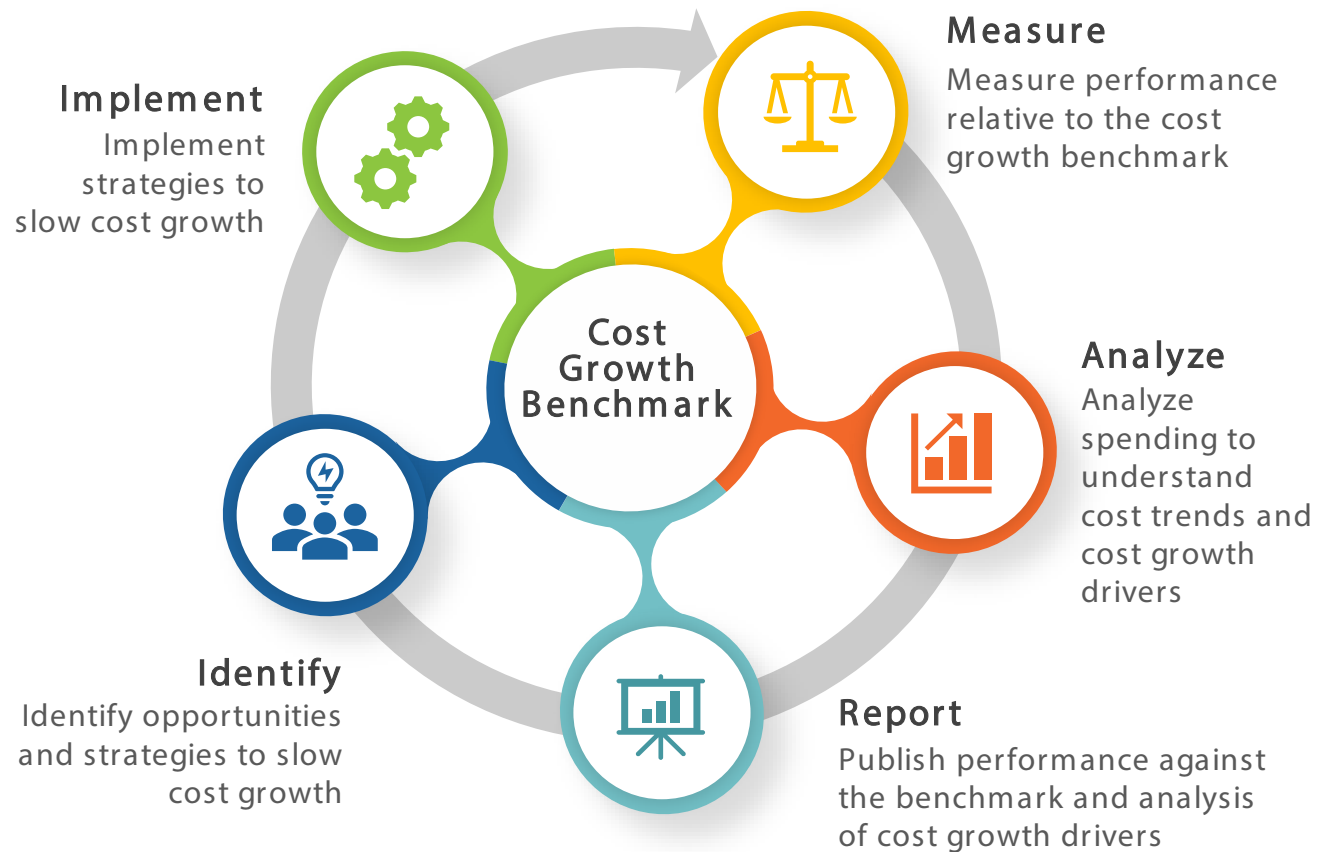 Measure
Measure performance
relative to the cost
growth benchmark
Analyze
Analyze
spending to
understand
cost trends and
cost growth
drivers
Report
Publish performance against
the benchmark and analysis
of cost growth drivers
Identify
Identify opportunities
and strategies to slow
cost growth
Implement
Implement
strategies to
slow cost growth
Cost
Growth
Benchmark